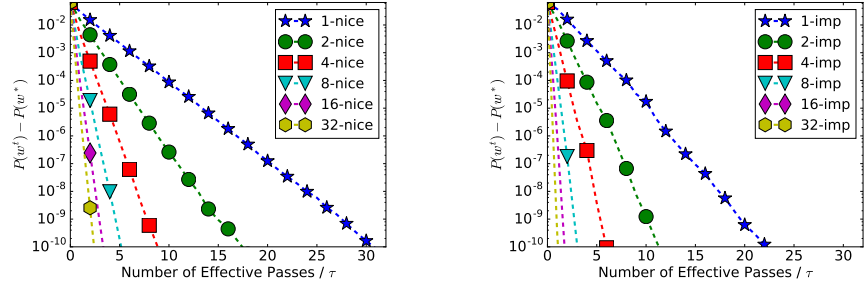 10^{-2}
10^{-3}
10^{-4}
10^{-5}
10^{-6}
10^{-7}
10^{-8}
10^{-9}
10^{-10}
P(w^t) − P(w^*)
0 5 10 15 20 25 30
Number of Effective Passes / τ
1-nice
2-nice
4-nice
8-nice
16-nice
32-nice
10^{-2}
10^{-3}
10^{-4}
10^{-5}
10^{-6}
10^{-7}
10^{-8}
10^{-9}
10^{-10}
P(w^t) − P(w^*)
0 5 10 15 20 25 30
Number of Effective Passes / τ
1-imp
2-imp
4-imp
8-imp
16-imp
32-imp